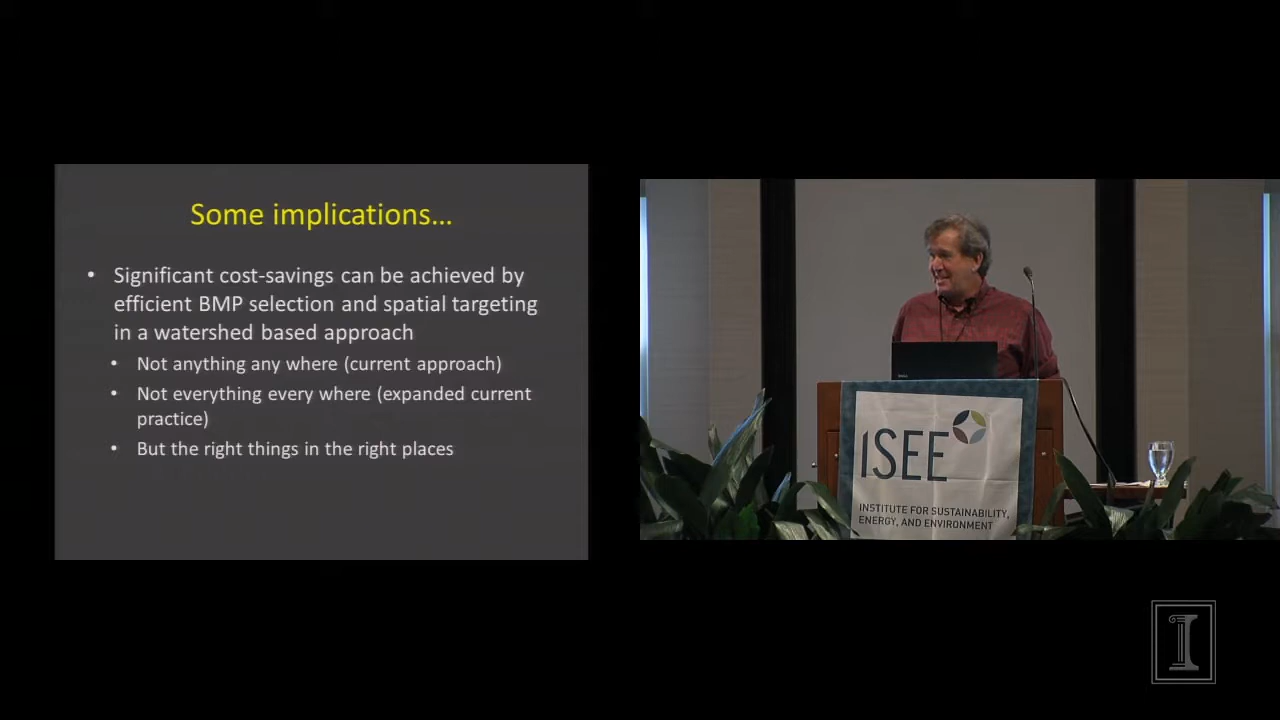 Some implications...
• Significant cost-savings can be achieved by
efficient BMP selection and spatial targeting
in a watershed based approach
• Not anything any where (current approach)
• Not everything every where (expanded current
practice)
• But the right things in the right places
ISEE
INSTITUTE FOR SUSTAINABILITY,
ENERGY, AND ENVIRONMENT
I